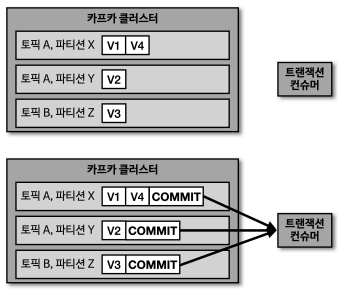 카프카 클러스터
토픽 A, 파티션 X V1 V4
토픽 A, 파티션 Y V2
토픽 B, 파티션 Z V3
트랜잭션
컨슈머
카프카 클러스터
토픽 A, 파티션 X V1 V4 COMMIT
토픽 A, 파티션 Y V2 COMMIT
토픽 B, 파티션 Z V3 COMMIT
트랜잭션
컨슈머